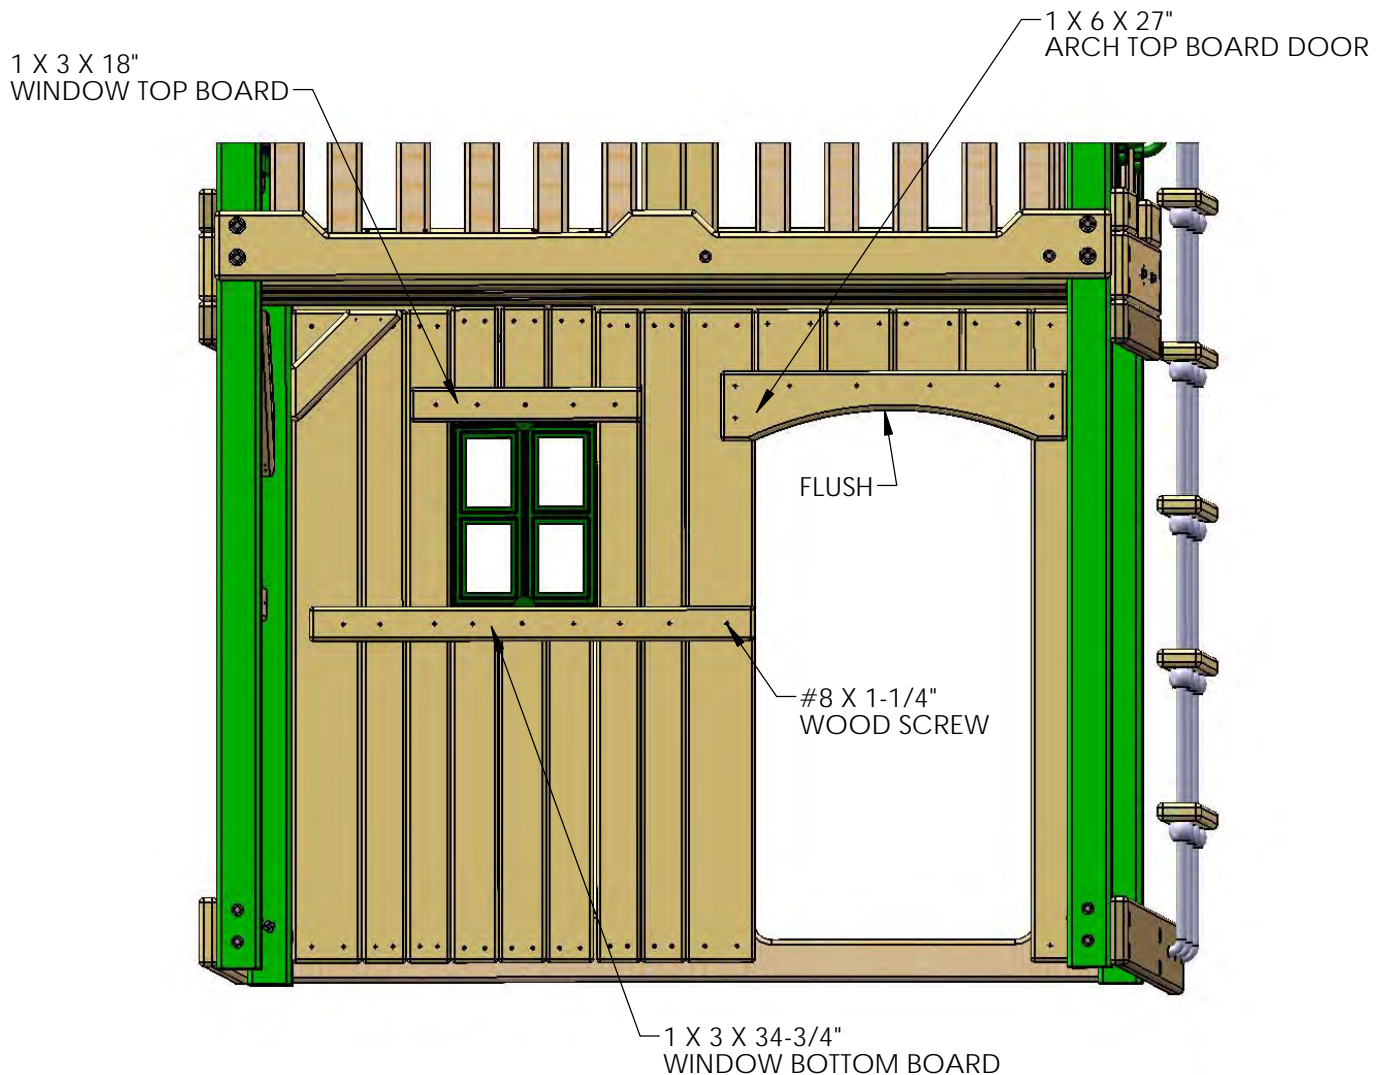 1 X 6 X 27"
ARCH TOP BOARD DOOR
1 X 3 X 18"
WINDOW TOP BOARD
FLUSH
#8 X 1-1/4"
WOOD SCREW
1 X 3 X 34-3/4"
WINDOW BOTTOM BOARD